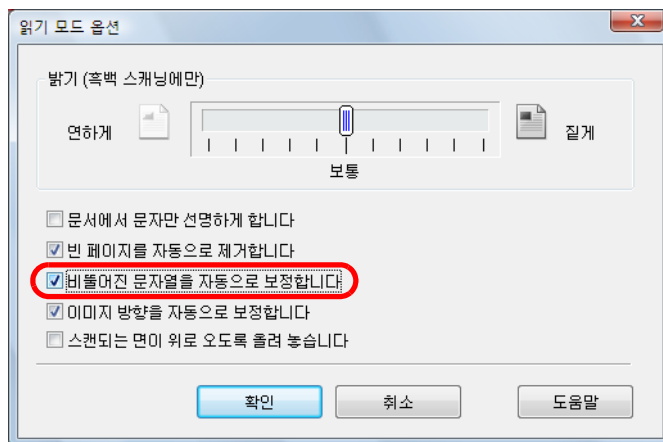 읽기 모드 옵션
밝기 (흑백 스캐닝에만)
연하게
짙게
보통
문서에서 문자만 선명하게 합니다
빈 페이지를 자동으로 제거합니다
비뚤어진 문자열을 자동으로 보정합니다
이미지 방향을 자동으로 보정합니다
스캔되는 면이 위로 오도록 올려 놓습니다
확인
취소
도움말